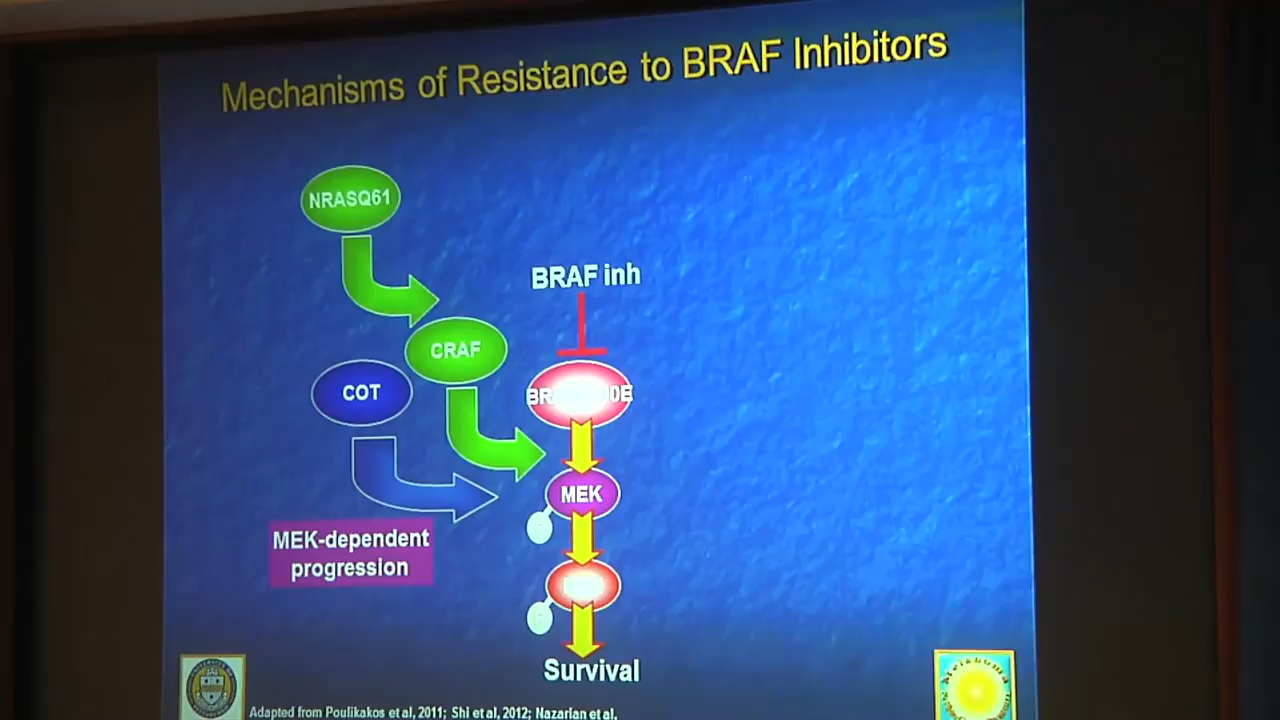 Mechanisms of Resistance to BRAF Inhibitors
NRASQ61
BRAF inh
CRAF
COT
MEK
MEK-dependent
progression
Survival
Adapted from Poulikakos et al, 2011; Shi et al, 2012; Nazarian et al,